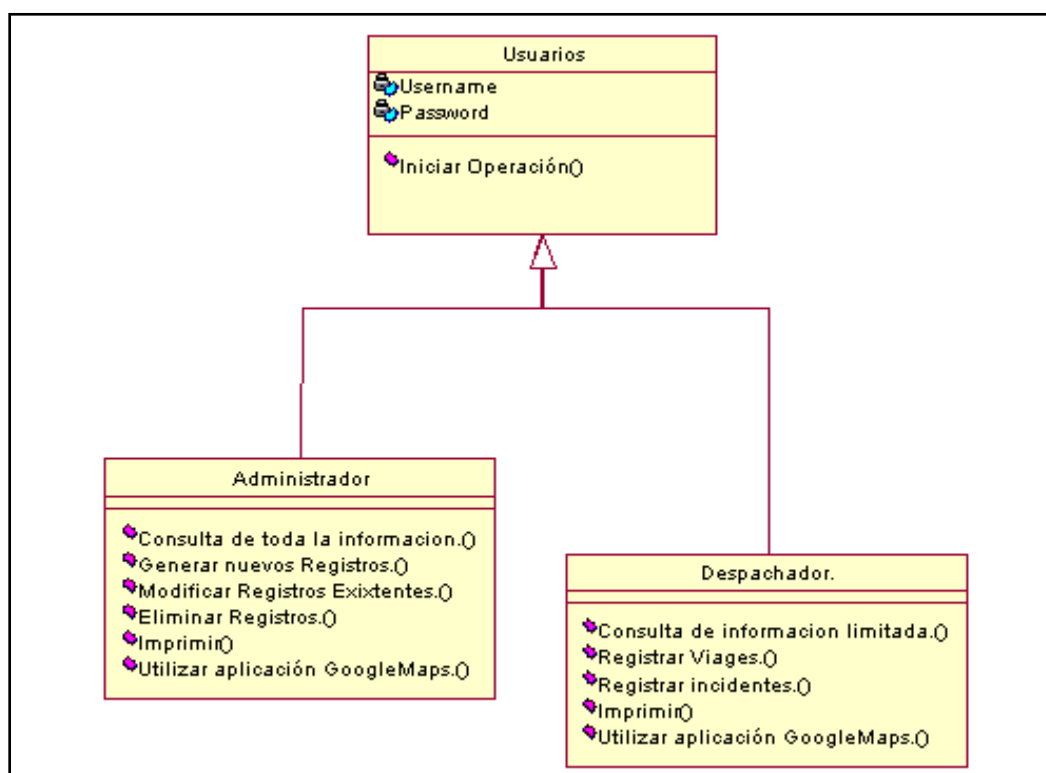 Usuarios
Username
Password
Iniciar Operación()
Administrador
Consulta de toda la informacion.()
Generar nuevos Registros.()
Modificar Registros Exixtentes.()
Eliminar Registros.()
Imprimir()
Utilizar aplicación GoogleMaps.()
Despachador.
Consulta de informacion limitada.()
Registrar Viages.()
Registrar incidentes.()
Imprimir()
Utilizar aplicación GoogleMaps.()